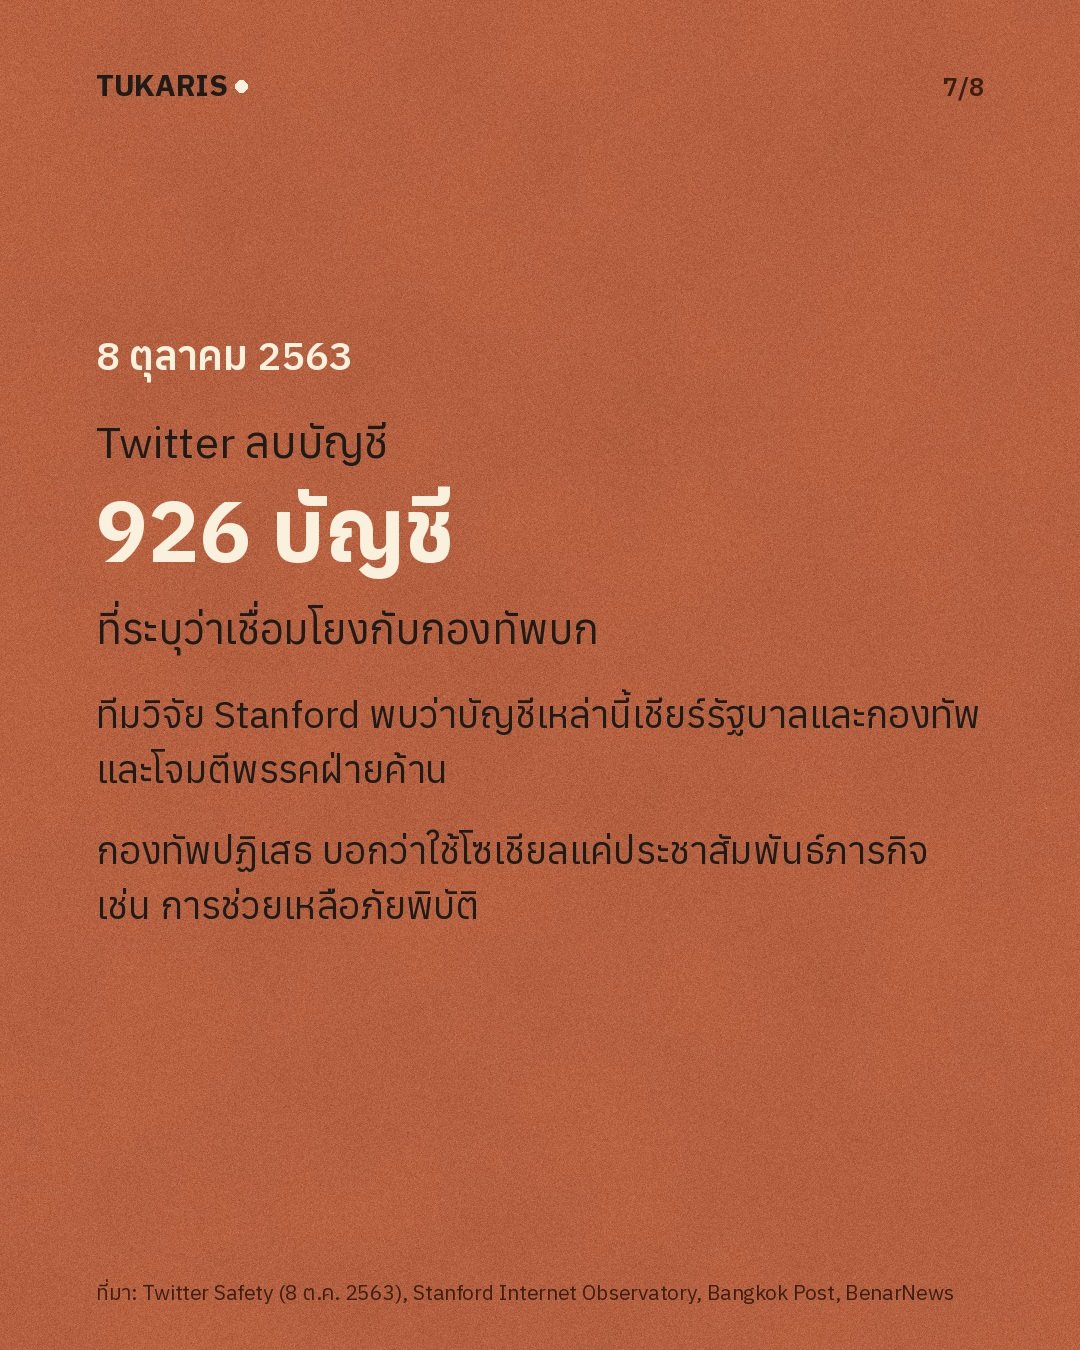 TUKARIS
7/8
8 ตุลาคม 2563
Twitter ลบบัญชี
926 บัญชี
ที่ระบุว่าเชื่อมโยงกับกองทัพบก
ทีมวิจัย Stanford พบว่าบัญชีเหล่านี้เชียร์รัฐบาลและกองทัพ
และโจมตีพรรคฝ่ายค้าน
กองทัพปฏิเสธ บอกว่าใช้โซเชียลแค่ประชาสัมพันธ์ภารกิจ
เช่น การช่วยเหลือภัยพิบัติ
ที่มา: Twitter Safety (8 ต.ค. 2563), Stanford Internet Observatory, Bangkok Post, BenarNews